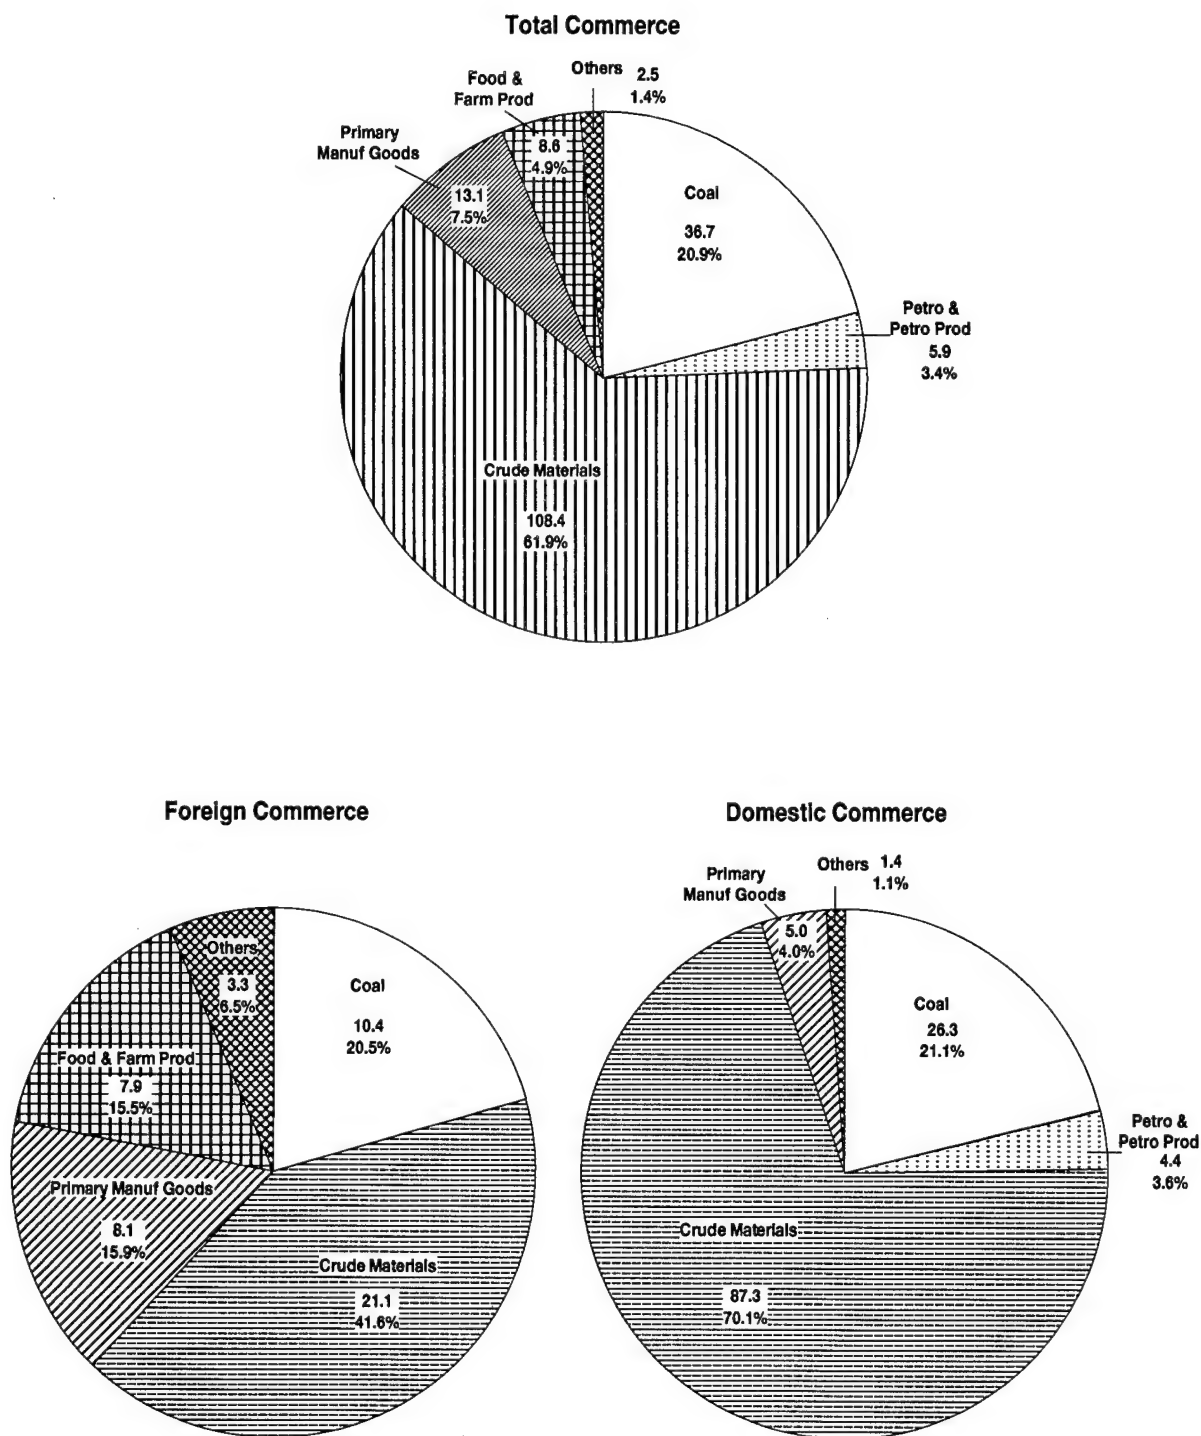 Total Commerce
Others 2.5
1.4%
Food &
Farm Prod
8.6
4.9%
Primary
Manuf Goods
13.1
7.5%
Coal
36.7
20.9%
Petro &
Petro Prod
5.9
3.4%
Crude Materials
108.4
61.9%
Foreign Commerce
Others
3.3
6.5%
Coal
10.4
20.5%
Food & Farm Prod
7.9
15.5%
Primary Manuf Goods
8.1
15.9%
Crude Materials
21.1
41.6%
Domestic Commerce
Others 1.4
1.1%
Primary
Manuf Goods
5.0
4.0%
Coal
26.3
21.1%
Petro &
Petro Prod
4.4
3.6%
Crude Materials
87.3
70.1%